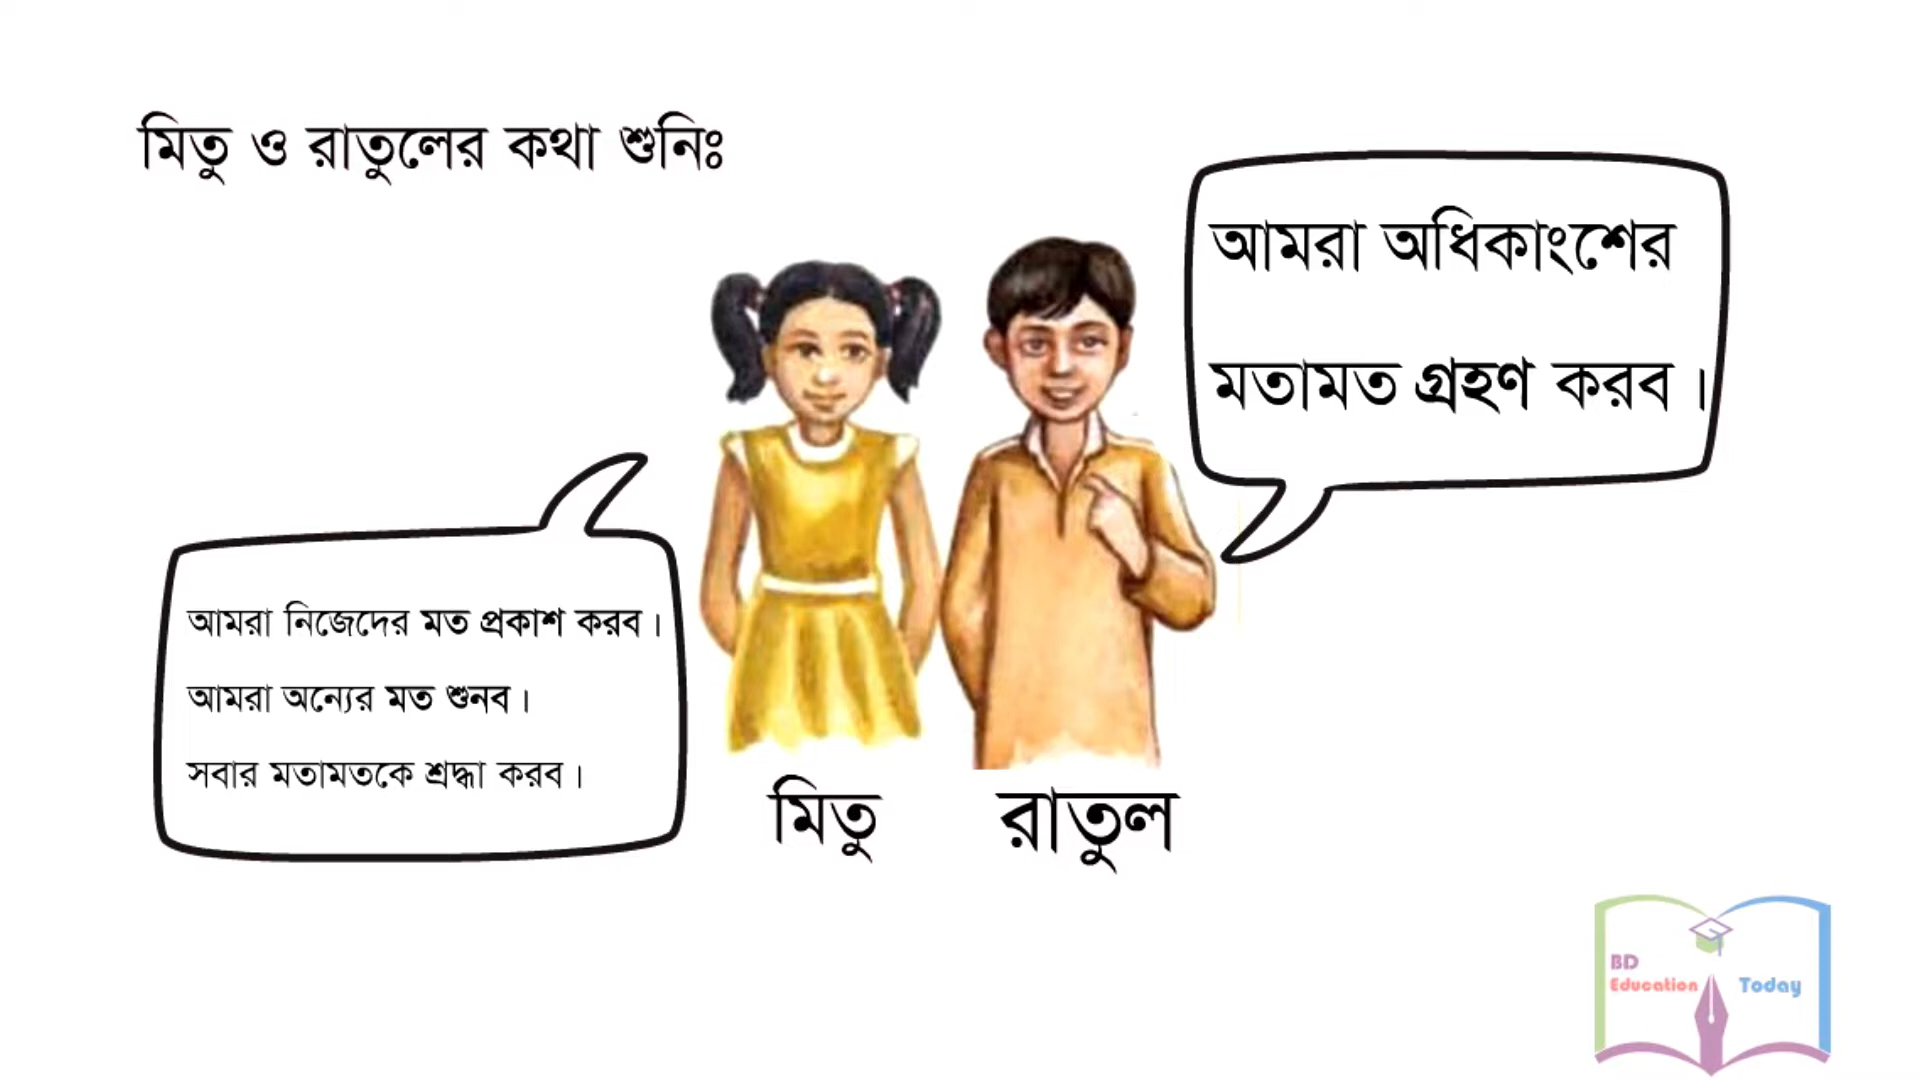 মিতু ও রাতুলের কথা শুনিঃ
আমরা অধিকাংশের
মতামত গ্রহণ করব।
আমরা নিজেদের মত প্রকাশ করব।
আমরা অন্যের মত শুনব।
সবার মতামতকে শ্রদ্ধা করব।
মিতু
রাতুল
BD
Education Today